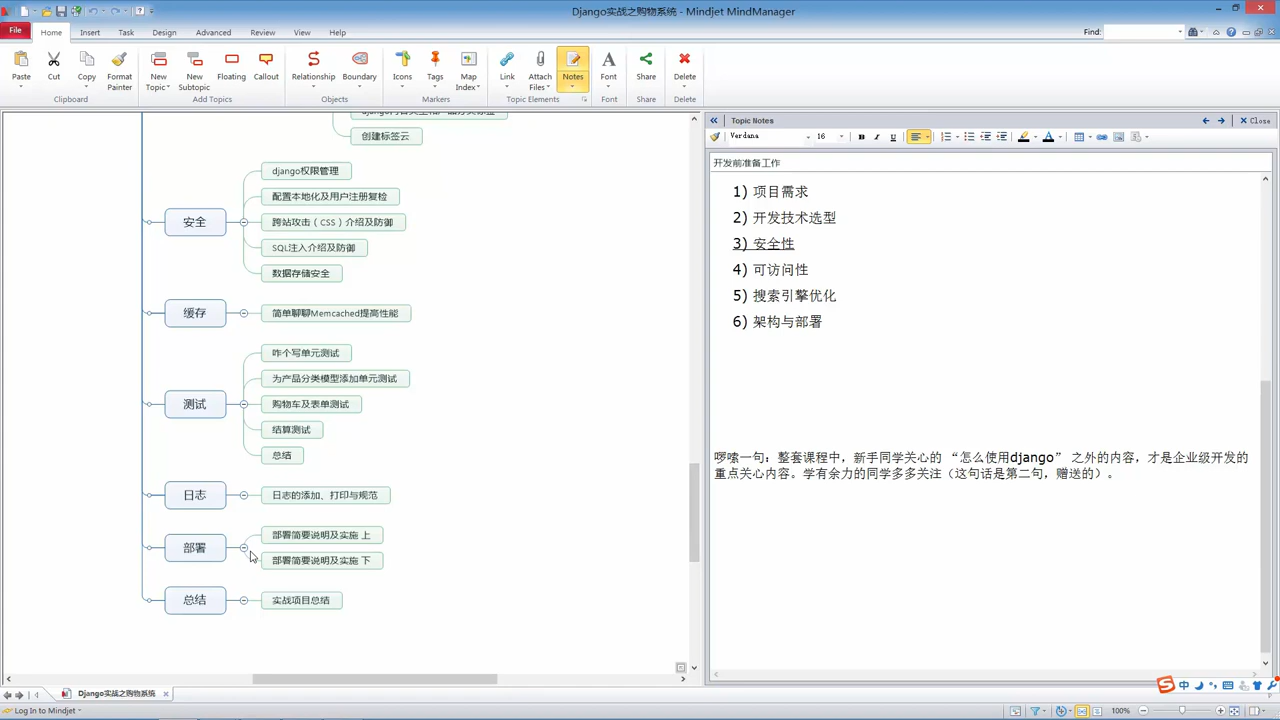 Django实战之购物系统 - Mindjet MindManager
File Home Insert Task Design Advanced Review View Help Find:
Paste Cut Copy Format Painter New Topic New Subtopic Floating Callout Relationship Boundary Icons Tags Map Index Link Attach Files Notes Font Share Delete
Clipboard Add Topics Objects Markers Topic Elements Font Share Delete
创建标签云
安全
django权限管理
配置本地化及用户注册复检
跨站攻击（CSS）介绍及防御
SQL注入介绍及防御
数据存储安全
缓存
简单聊聊Memcached提高性能
测试
咋个写单元测试
为产品分类模型添加单元测试
购物车及表单测试
结算测试
总结
日志
日志的添加、打印与规范
部署
部署简要说明及实施 上
部署简要说明及实施 下
总结
实战项目总结
Topic Notes Close
Verdana 16 B I U A
开发前准备工作
1) 项目需求
2) 开发技术选型
3) 安全性
4) 可访问性
5) 搜索引擎优化
6) 架构与部署
啰嗦一句：整套课程中，新手同学关心的 “怎么使用django” 之外的内容，才是企业级开发的
重点关心内容。学有余力的同学多多关注（这句话是第二句，赠送的）。
Django实战之购物系统
中
Log In to Mindjet 100%